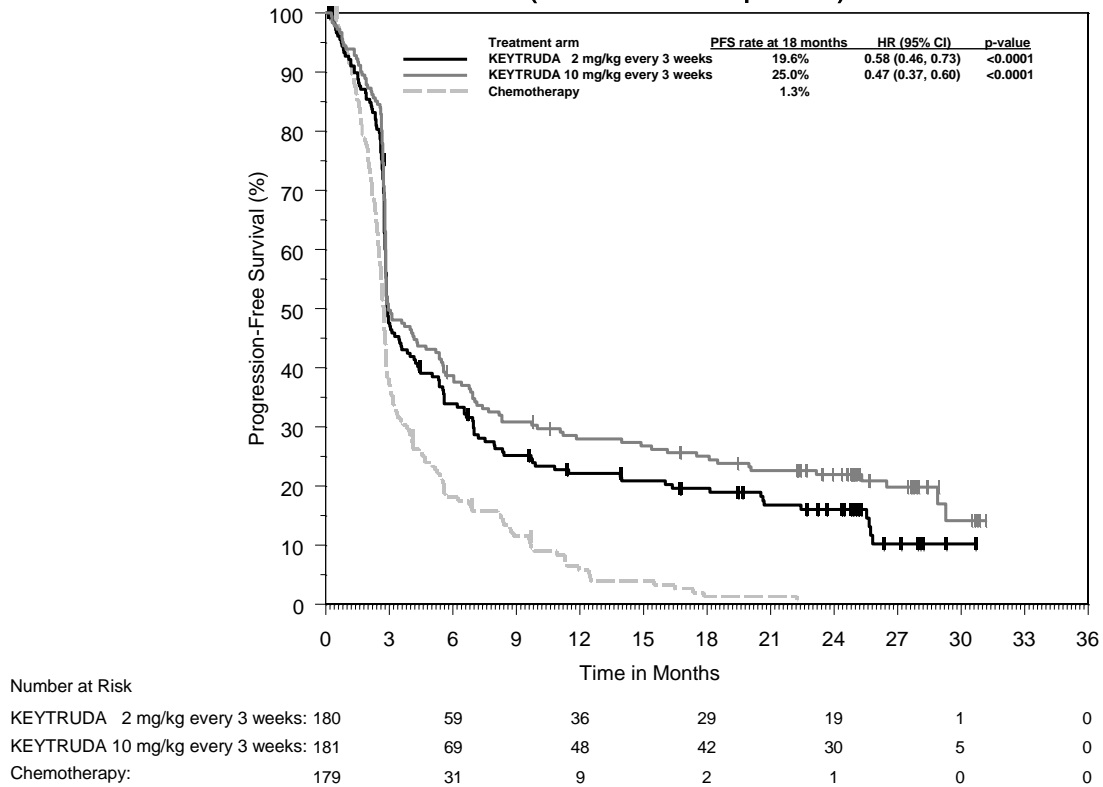 Treatment arm PFS rate at 18 months HR (95% CI) p-value
KEYTRUDA 2 mg/kg every 3 weeks 19.6% 0.58 (0.46, 0.73) <0.0001
KEYTRUDA 10 mg/kg every 3 weeks 25.0% 0.47 (0.37, 0.60) <0.0001
Chemotherapy 1.3%
Progression-Free Survival (%)
100
90
80
70
60
50
40
30
20
10
0
0 3 6 9 12 15 18 21 24 27 30 33 36
Time in Months
Number at Risk
KEYTRUDA 2 mg/kg every 3 weeks: 180 59 36 29 19 1 0
KEYTRUDA 10 mg/kg every 3 weeks: 181 69 48 42 30 5 0
Chemotherapy: 179 31 9 2 1 0 0